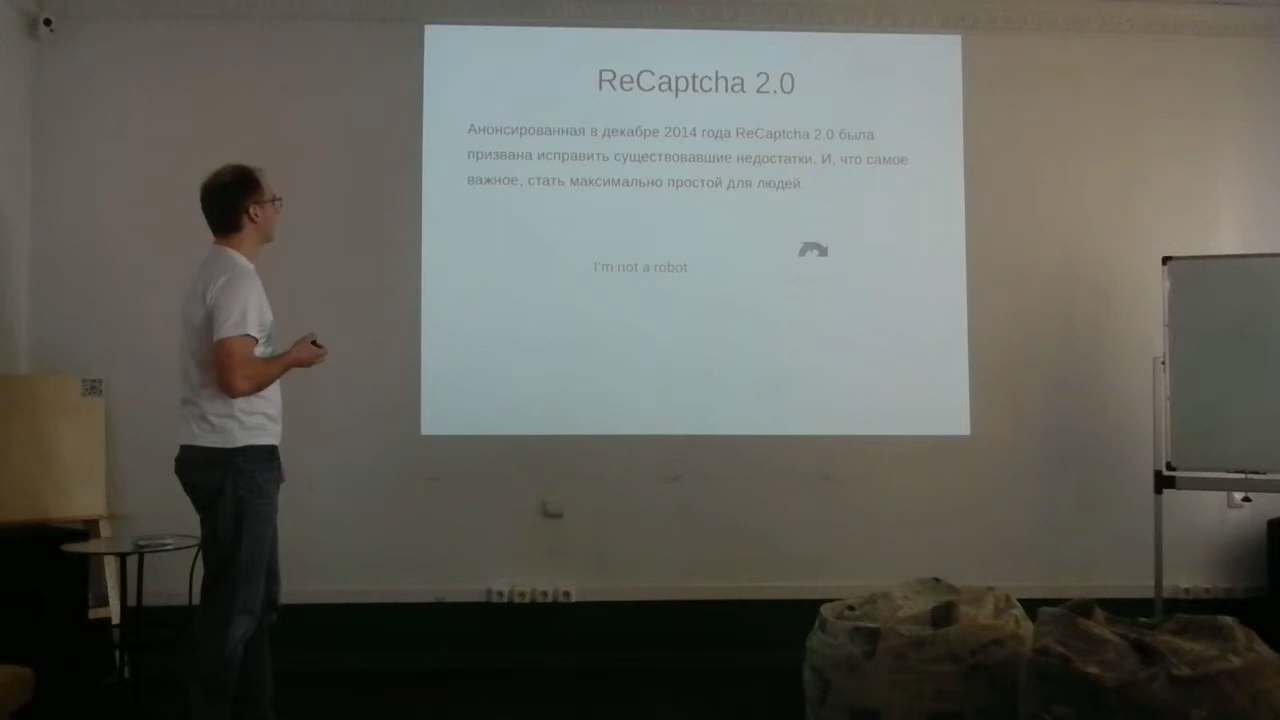 ReCaptcha 2.0
Анонсированная в декабре 2014 года ReCaptcha 2.0 была
призвана исправить существовавшие недостатки. И, что самое
важное, стать максимально простой для людей.
I'm not a robot